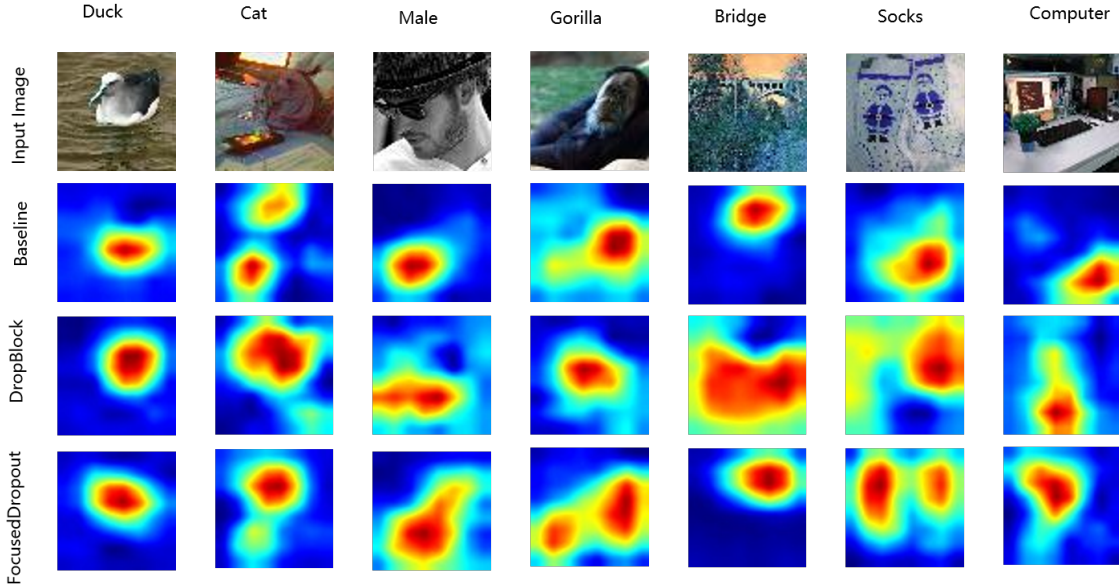 Duck Cat Male Gorilla Bridge Socks Computer
Input Image
Baseline
DropBlock
FocusedDropout